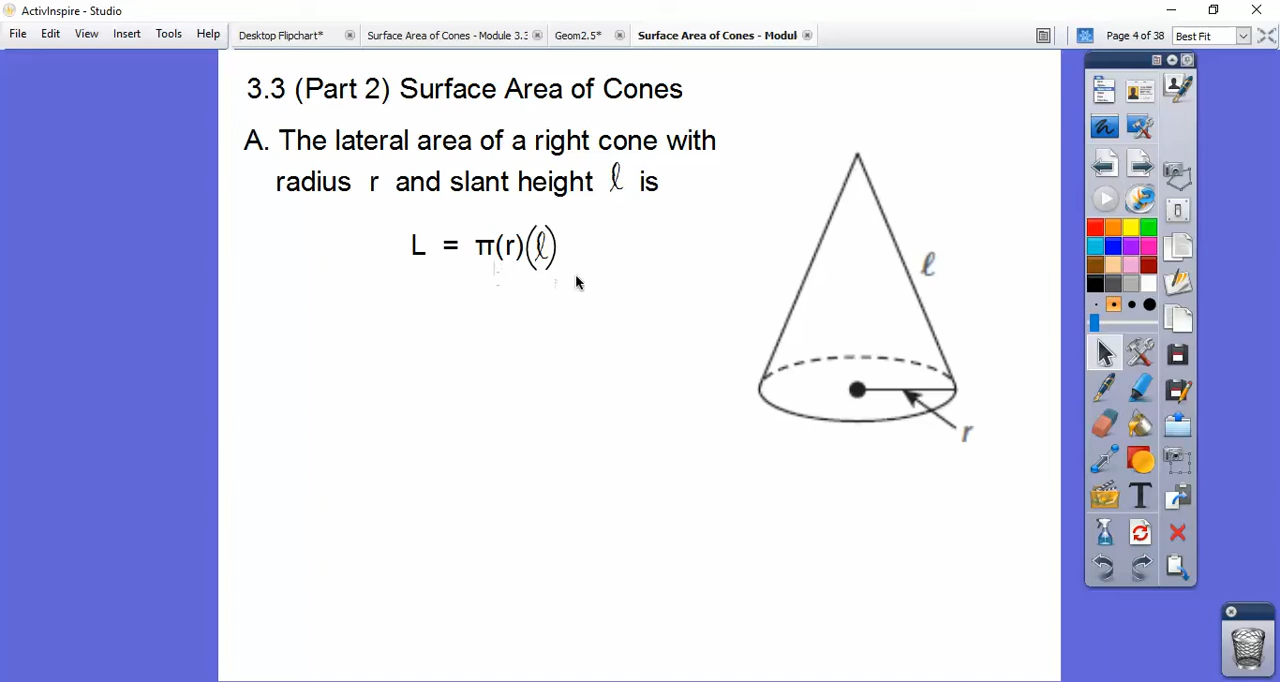 ActivInspire - Studio
File Edit View Insert Tools Help
Desktop Flipchart* Surface Area of Cones - Module 3.3 Geom2.5* Surface Area of Cones - Modul
Page 4 of 38 Best Fit
3.3 (Part 2) Surface Area of Cones
A. The lateral area of a right cone with
radius r and slant height ℓ is
L = π(r)(ℓ)
ℓ
r
T